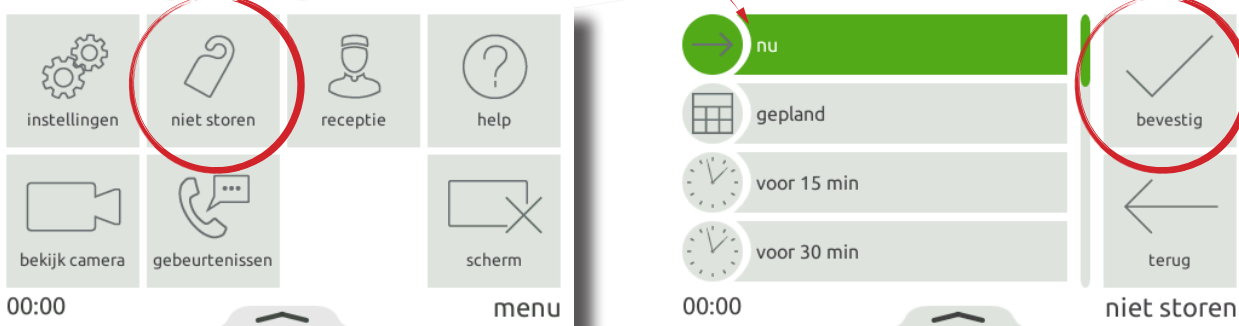 instellingen
niet storen
receptie
help
bekijk camera
gebeurtenissen
scherm
00:00
menu
nu
gepland
voor 15 min
voor 30 min
bevestig
terug
00:00
niet storen